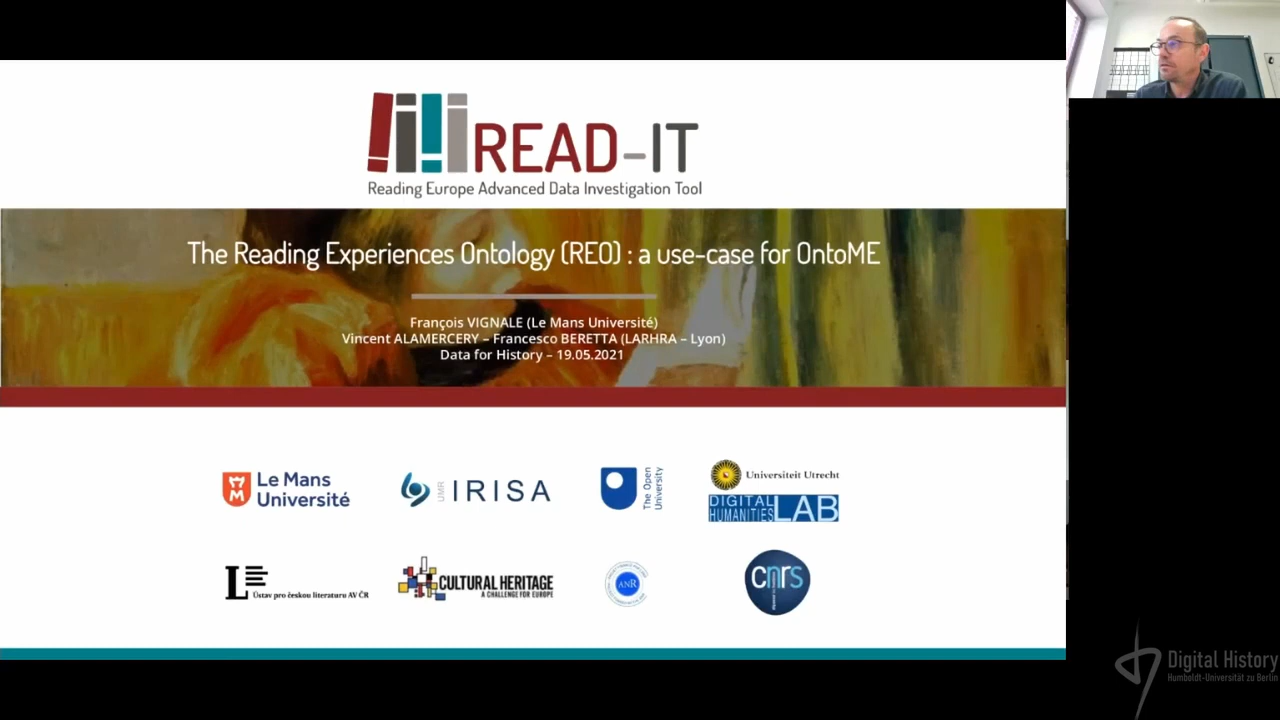 READ-IT
Reading Europe Advanced Data Investigation Tool
The Reading Experiences Ontology (REO) : a use-case for OntoME
François VIGNALE (Le Mans Université)
Vincent ALAMERCERY – Francesco BERETTA (LARHRA – Lyon)
Data for History – 19.05.2021
Le Mans
Université
UMR IRISA
The Open
University
Universiteit Utrecht
DIGITAL
HUMANITIES LAB
Ústav pro českou literaturu AV ČR
CULTURAL HERITAGE
A CHALLENGE FOR EUROPE
ANR
cnrs
Digital History
Humboldt-Universität zu Berlin